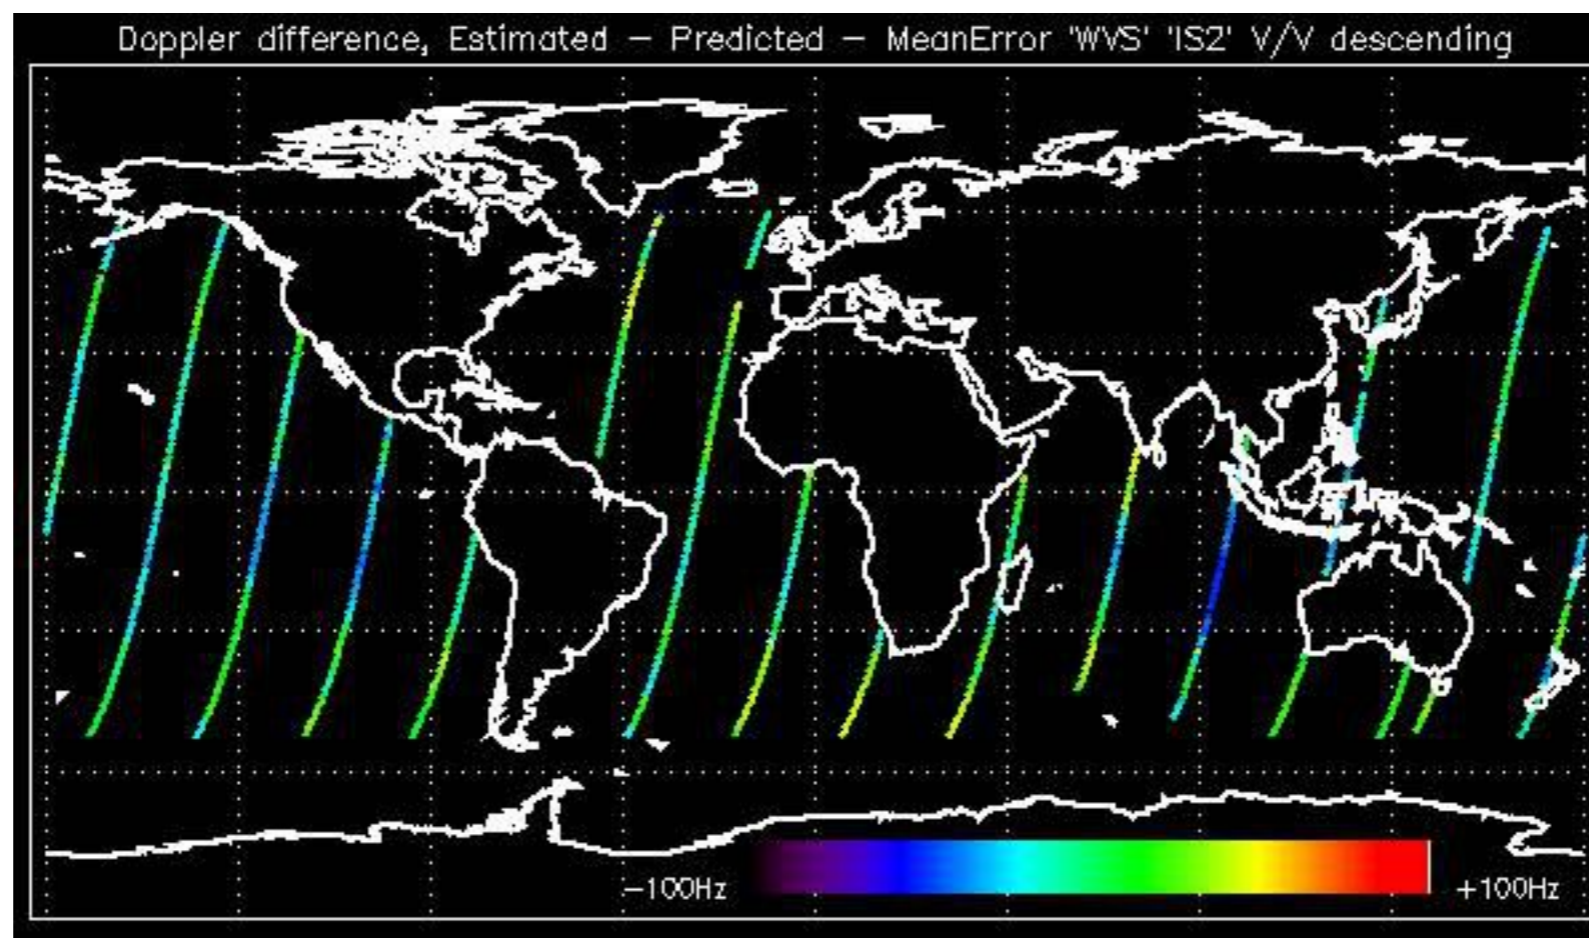 Doppler difference, Estimated – Predicted – MeanError 'WVS' 'IS2' V/V descending
−100Hz
+100Hz